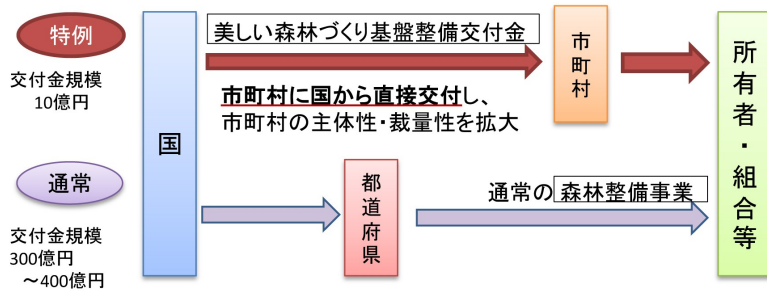 特例
交付金規模
10億円
美しい森林づくり基盤整備交付金
市町村に国から直接交付し、
市町村の主体性・裁量性を拡大
国
市町村
所有者・組合等
通常
交付金規模
300億円
～400億円
都道府県
通常の森林整備事業